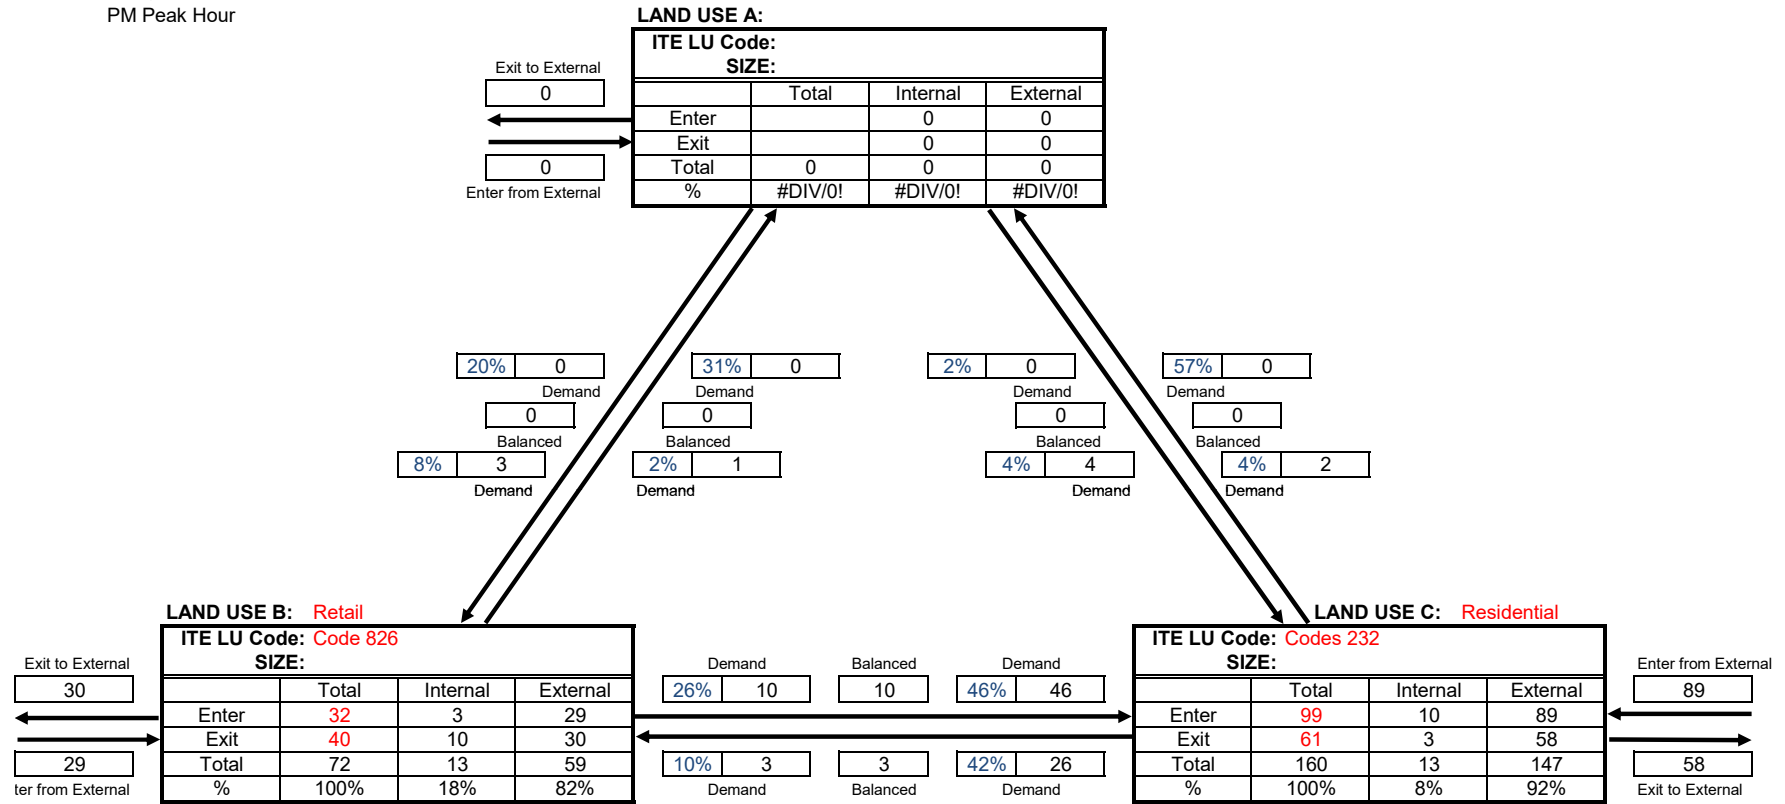 PM Peak Hour
LAND USE A:
ITE LU Code:
SIZE:
Exit to External
0
Total Internal External
Enter 0 0
Exit 0 0
Total 0 0 0
% #DIV/0! #DIV/0! #DIV/0!
0
Enter from External
20% 0
Demand
0
Balanced
8% 3
Demand
31% 0
Demand
0
Balanced
2% 1
Demand
2% 0
Demand
0
Balanced
4% 4
Demand
57% 0
Demand
0
Balanced
4% 2
Demand
LAND USE B: Retail
ITE LU Code: Code 826
SIZE:
Exit to External
30
Total Internal External
Enter 32 3 29
Exit 40 10 30
Total 72 13 59
% 100% 18% 82%
29
ter from External
Demand Balanced Demand
26% 10 10 46% 46
10% 3 3 42% 26
Demand Balanced Demand
LAND USE C: Residential
ITE LU Code: Codes 232
SIZE:
Total Internal External
Enter 99 10 89
Exit 61 3 58
Total 160 13 147
% 100% 8% 92%
Enter from External
89
58
Exit to External